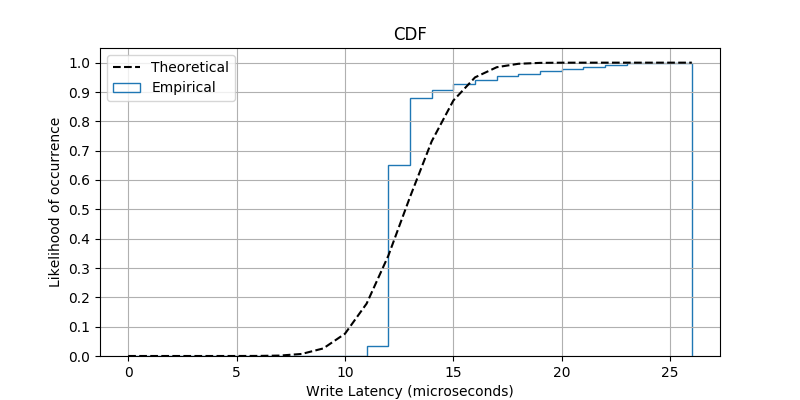 CDF
Theoretical
Empirical
Likelihood of occurrence
1.0
0.9
0.8
0.7
0.6
0.5
0.4
0.3
0.2
0.1
0.0
0 5 10 15 20 25
Write Latency (microseconds)